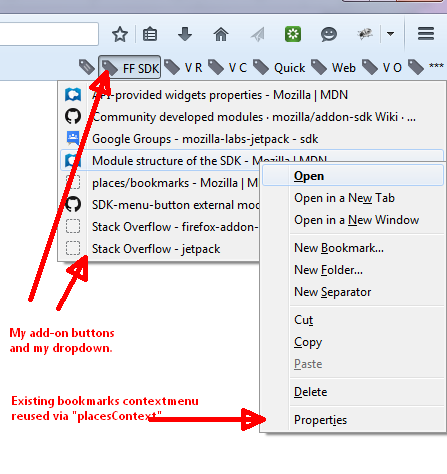 FF SDK V R V C Quick Web V O ***
API-provided widgets properties - Mozilla | MDN
Community developed modules · mozilla/addon-sdk Wiki · ...
Google Groups - mozilla-labs-jetpack - sdk
Module structure of the SDK - Mozilla | MDN
places/bookmarks - Mozilla | M
SDK-menu-button external mod
Stack Overflow - firefox-addon-
Stack Overflow - jetpack
Open
Open in a New Tab
Open in a New Window
New Bookmark...
New Folder...
New Separator
Cut
Copy
Paste
Delete
Properties
My add-on buttons
and my dropdown.
Existing bookmarks contextmenu
reused via "placesContext"